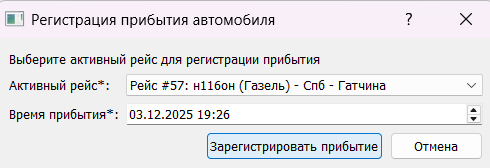 Регистрация прибытия автомобиля
?
Выберите активный рейс для регистрации прибытия
Активный рейс*: Рейс #57: н116он (Газель) - Спб - Гатчина
Время прибытия*: 03.12.2025 19:26
Зарегистрировать прибытие Отмена